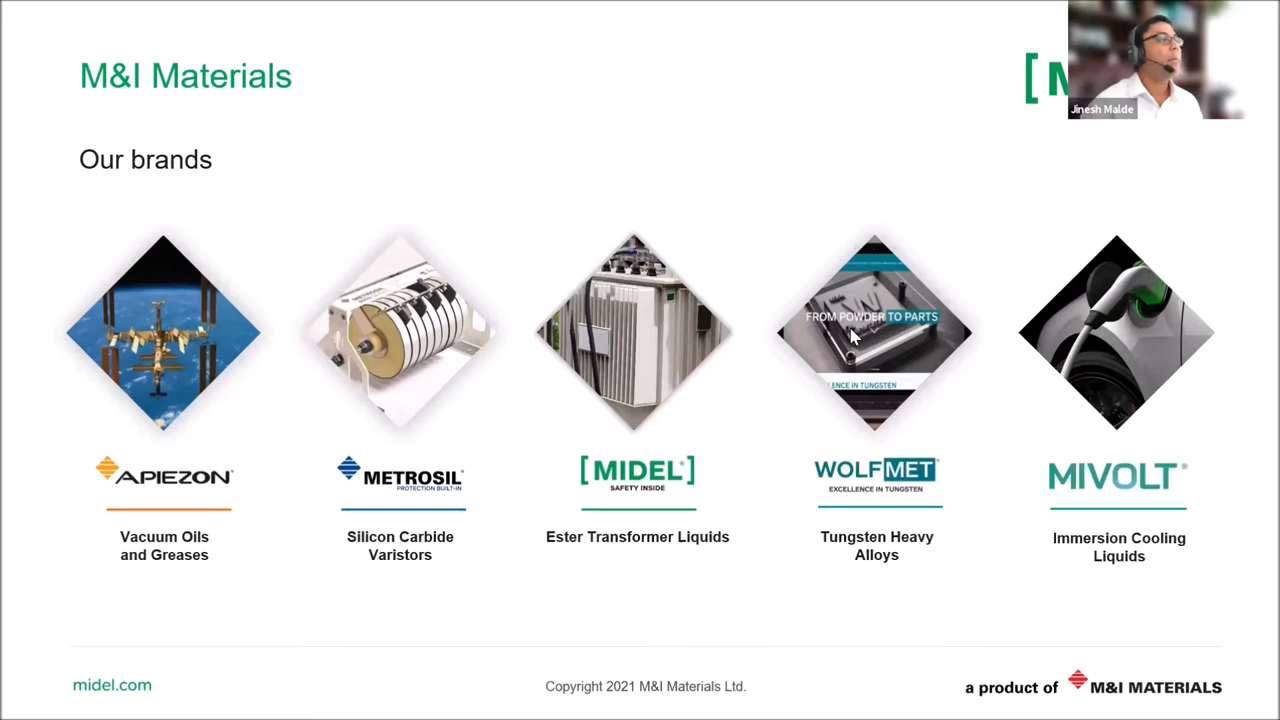 M&I Materials
[M
Jinesh Malde
Our brands
METROSIL
FROM POWDER TO PARTS
LENCE IN TUNGSTEN
APIEZON®
METROSIL®
PROTECTION BUILT-IN
[MIDEL®]
SAFETY INSIDE
WOLFMET®
EXCELLENCE IN TUNGSTEN
MIVOLT®
Vacuum Oils
and Greases
Silicon Carbide
Varistors
Ester Transformer Liquids
Tungsten Heavy
Alloys
Immersion Cooling
Liquids
midel.com
Copyright 2021 M&I Materials Ltd.
a product of M&I MATERIALS